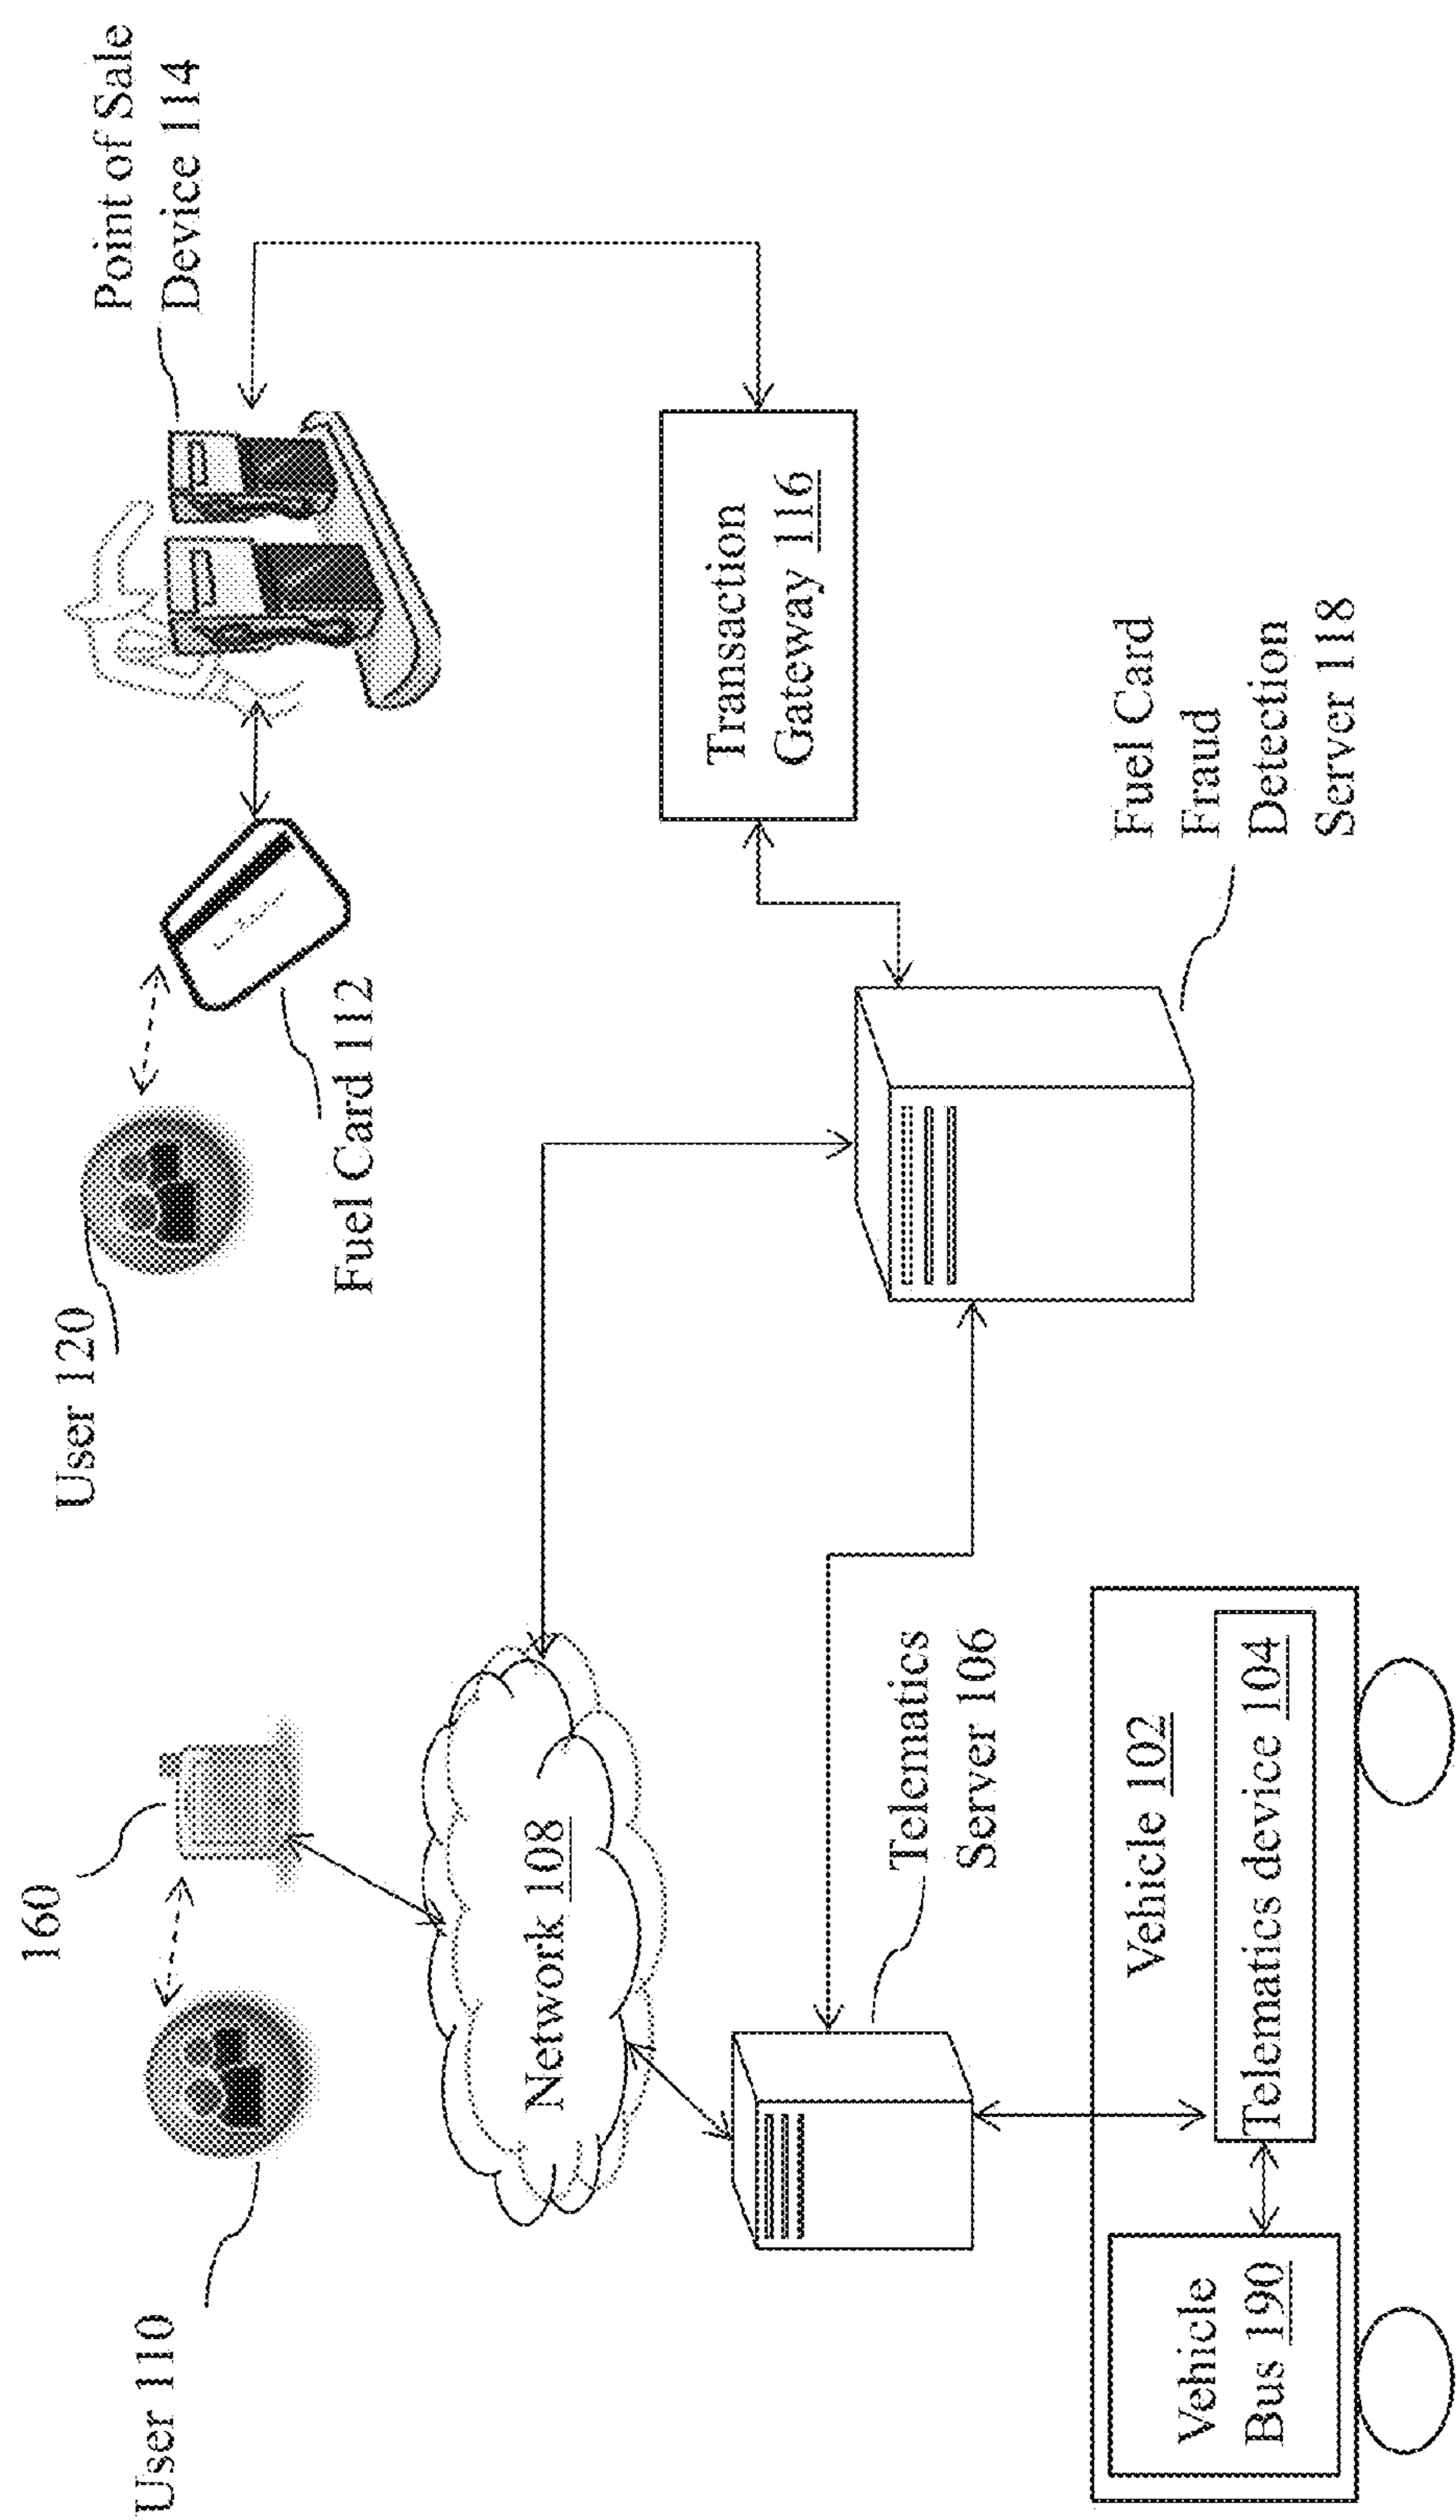 User 110
160
User 120
Fuel Card 112
Point of Sale
Device 114
Network 108
Transaction
Gateway 116
Telematics
Server 106
Fuel Card
Fraud
Detection
Server 118
Vehicle 102
Vehicle
Bus 190
Telematics device 104